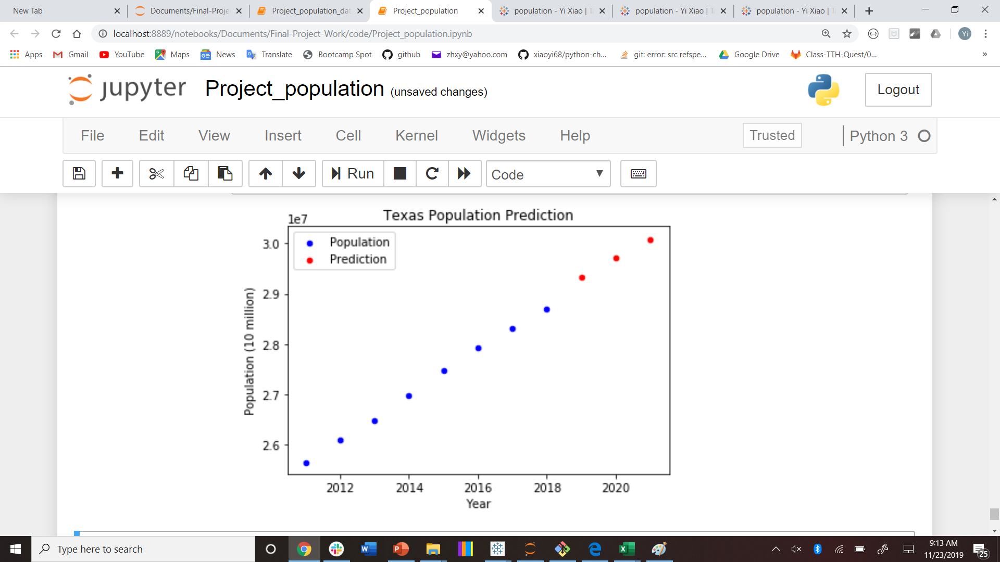 New Tab
Documents/Final-Proje
Project_population_dat
Project_population
population - Yi Xiao | T
population - Yi Xiao | T
population - Yi Xiao | T
localhost:8889/notebooks/Documents/Final-Project-Work/code/Project_population.ipynb
Yi
Apps
Gmail
YouTube
Maps
News
Translate
Bootcamp Spot
github
zhxy@yahoo.com
xiaoyi68/python-ch...
git: error: src refspe...
Google Drive
Class-TTH-Quest/0...
»
jupyter
Project_population (unsaved changes)
Logout
File Edit View Insert Cell Kernel Widgets Help
Trusted
Python 3
Run
Code
Texas Population Prediction
1e7
Population
Prediction
3.0
2.9
2.8
2.7
2.6
Population (10 million)
2012 2014 2016 2018 2020
Year
Type here to search
9:13 AM
11/23/2019
25